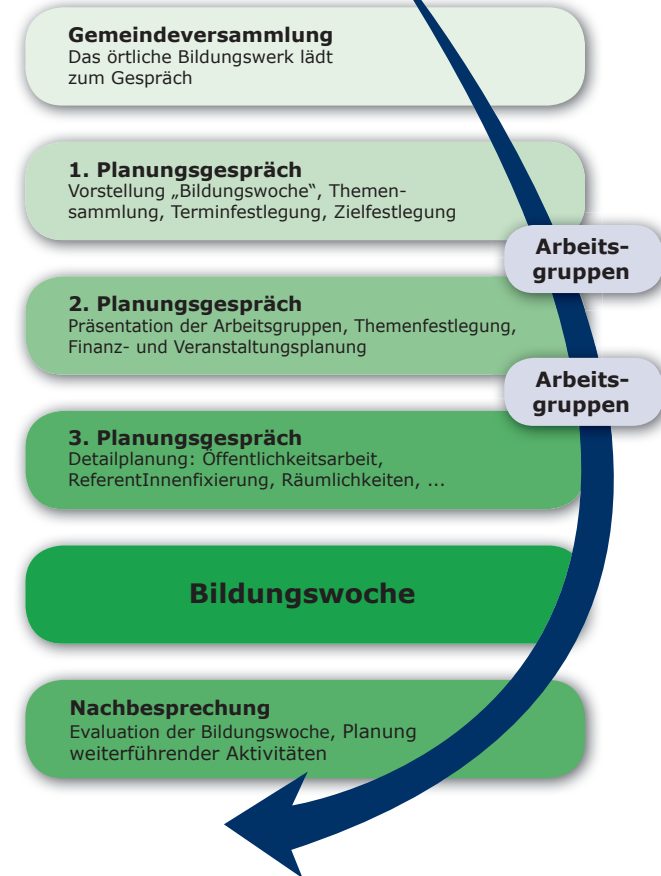 Gemeindeversammlung
Das örtliche Bildungswerk lädt
zum Gespräch
1. Planungsgespräch
Vorstellung „Bildungswoche“, Themen-
sammlung, Terminfestlegung, Zielfestlegung
Arbeits-
gruppen
2. Planungsgespräch
Präsentation der Arbeitsgruppen, Themenfestlegung,
Finanz- und Veranstaltungsplanung
Arbeits-
gruppen
3. Planungsgespräch
Detailplanung: Öffentlichkeitsarbeit,
ReferentInnenfixierung, Räumlichkeiten, ...
Bildungswoche
Nachbesprechung
Evaluation der Bildungswoche, Planung
weiterführender Aktivitäten